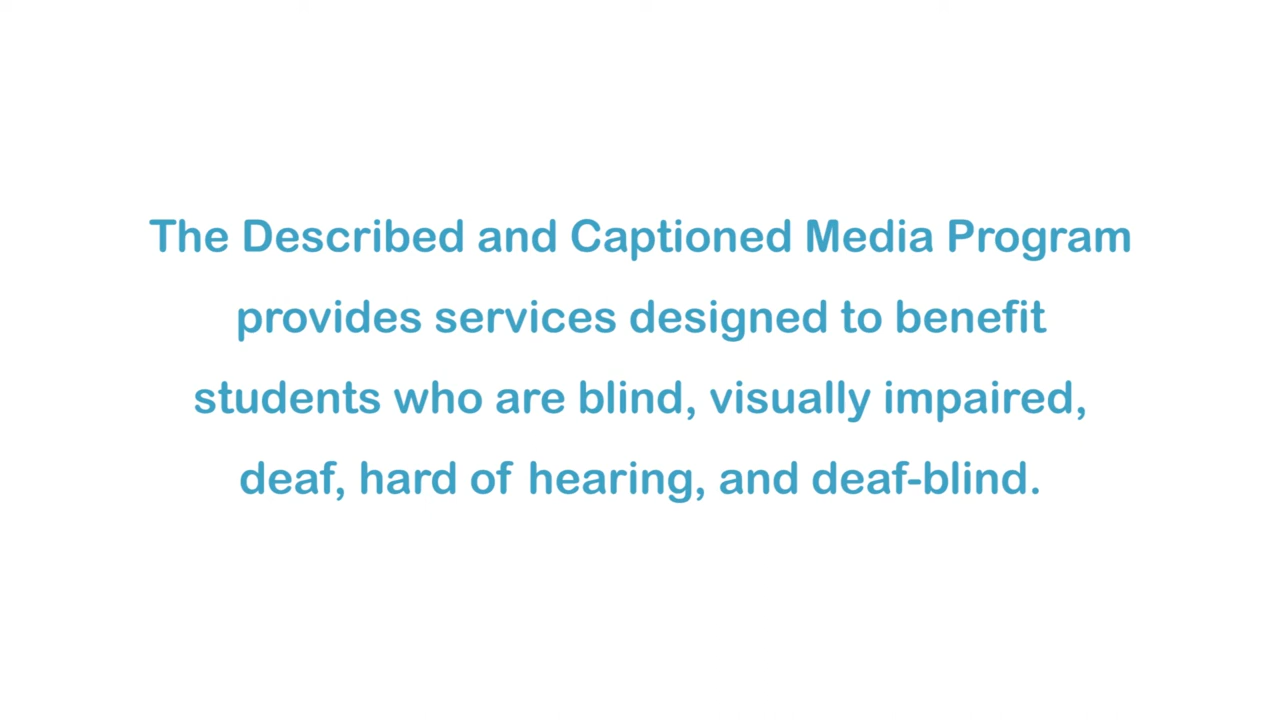 The Described and Captioned Media Program
provides services designed to benefit
students who are blind, visually impaired,
deaf, hard of hearing, and deaf-blind.